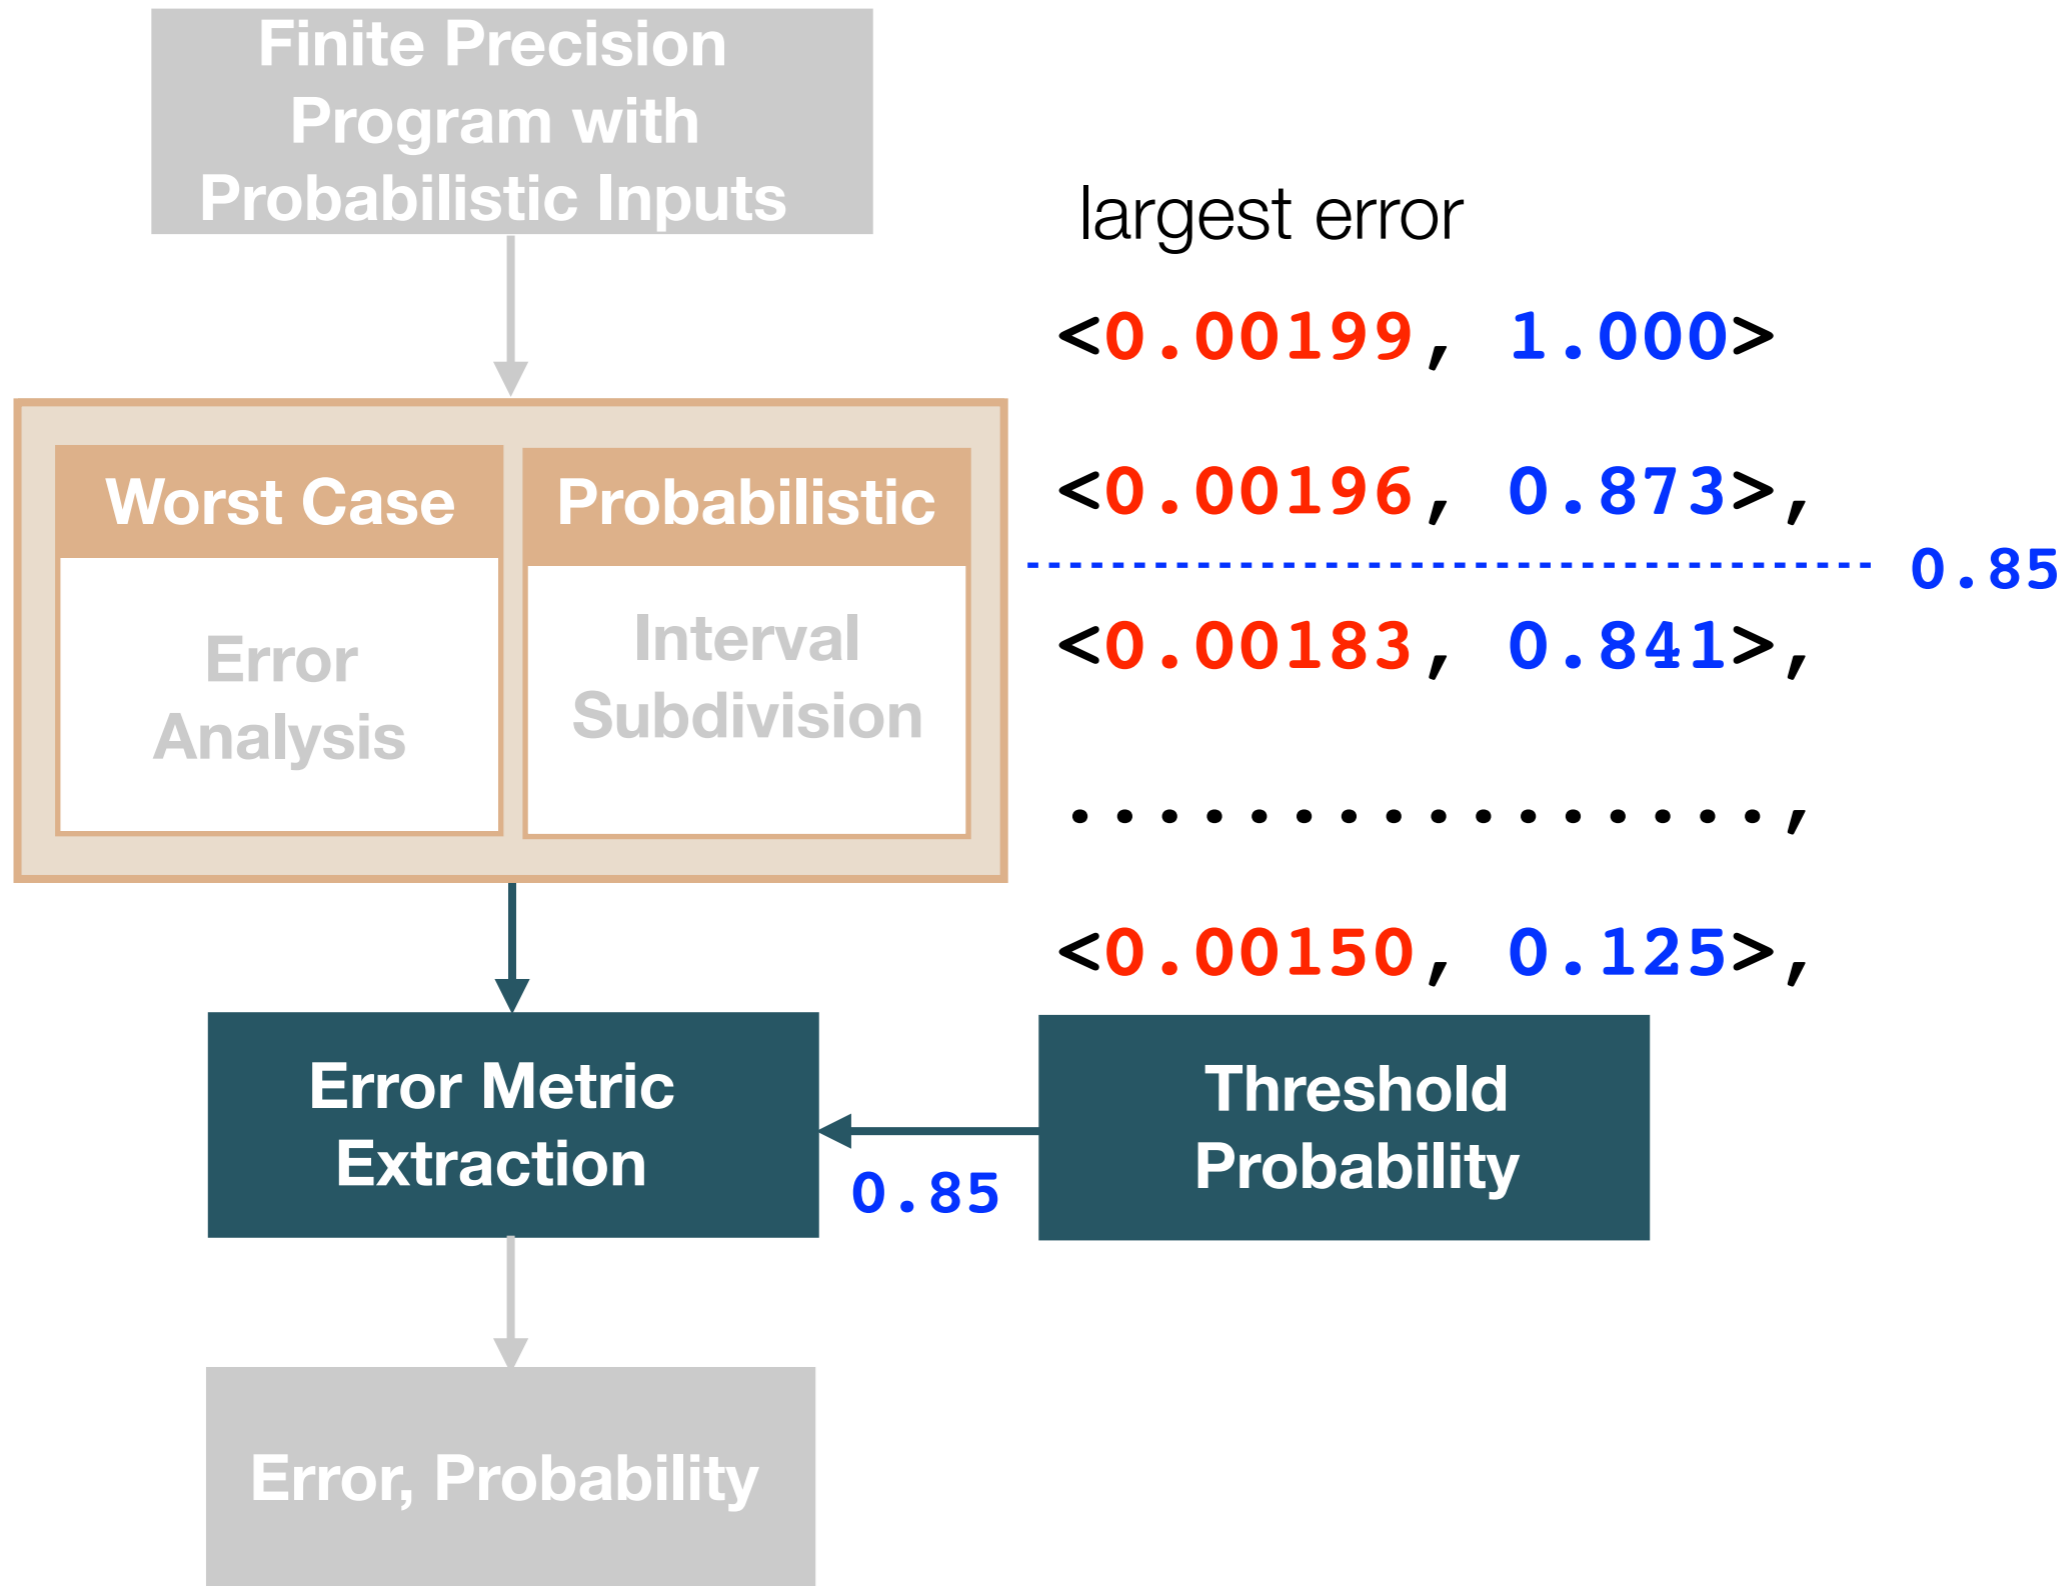 Finite Precision
Program with
Probabilistic Inputs
largest error
<0.00199, 1.000>
<0.00196, 0.873>,
0.85
<0.00183, 0.841>,
................,
<0.00150, 0.125>,
Worst Case
Error
Analysis
Probabilistic
Interval
Subdivision
Error Metric
Extraction
0.85
Threshold
Probability
Error, Probability